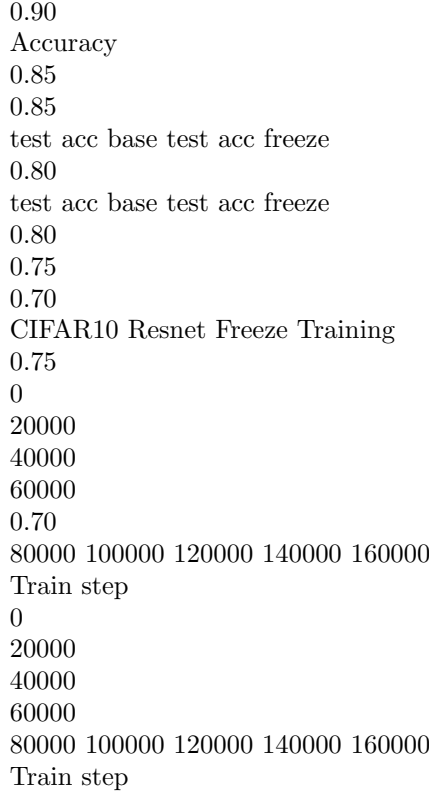 0.90
Accuracy
0.85
0.85
test acc base test acc freeze
0.80
test acc base test acc freeze
0.80
0.75
0.70
CIFAR10 Resnet Freeze Training
0.75
0
20000
40000
60000
0.70
80000 100000 120000 140000 160000
Train step
0
20000
40000
60000
80000 100000 120000 140000 160000
Train step